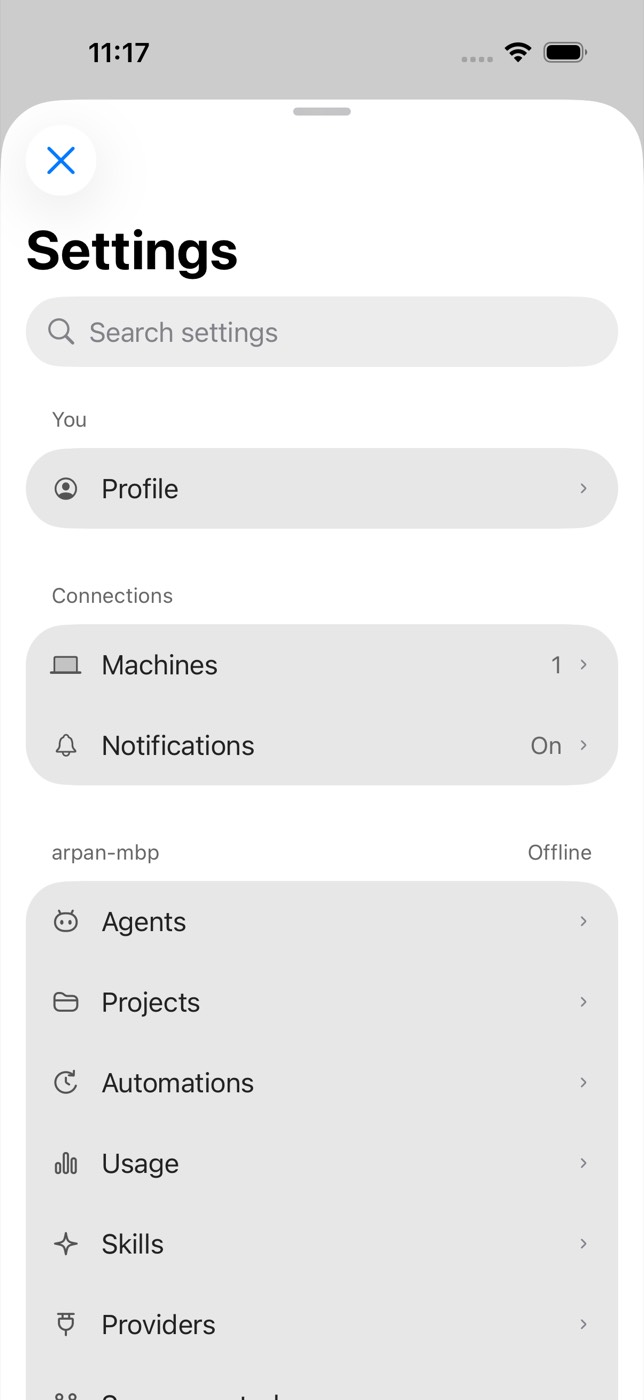 11:17
Settings
Search settings
You
Profile
Connections
Machines 1
Notifications On
arpan-mbp Offline
Agents
Projects
Automations
Usage
Skills
Providers